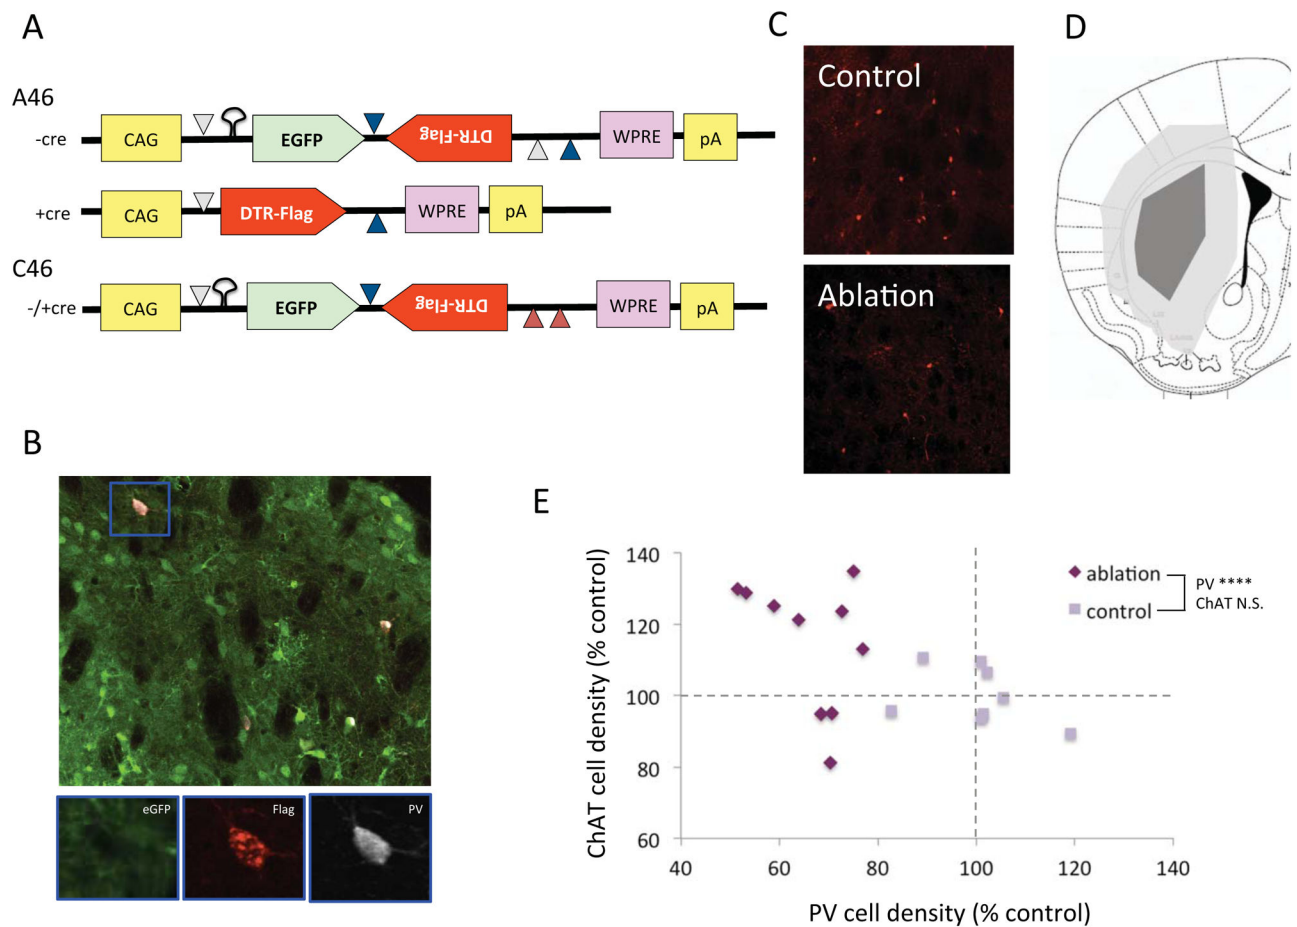 A
A46
-cre
CAG
EGFP
DTR-Flag
WPRE
pA
+cre
CAG
DTR-Flag
WPRE
pA
C46
-/+cre
CAG
EGFP
DTR-Flag
WPRE
pA
B
eGFP
Flag
PV
C
Control
Ablation
D
E
ChAT cell density (% control)
140
120
100
80
60
40
60
80
100
120
140
PV cell density (% control)
ablation
control
PV ****
ChAT N.S.